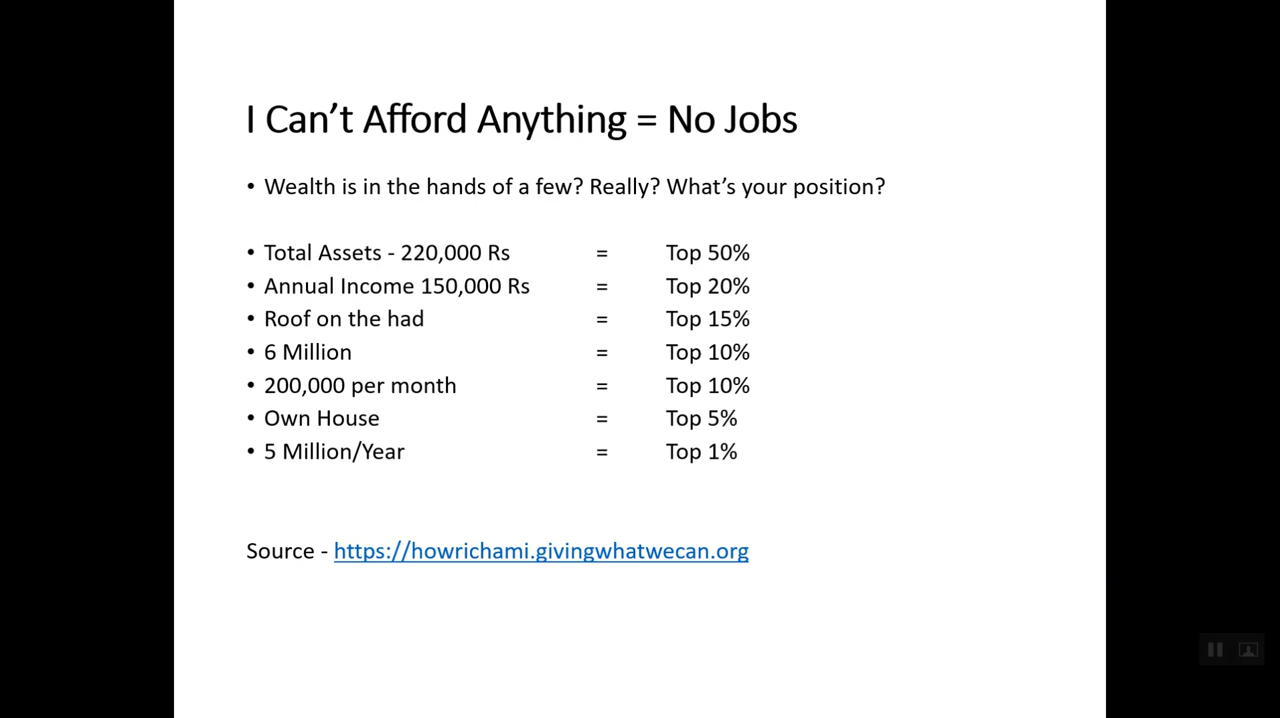 I Can't Afford Anything = No Jobs
• Wealth is in the hands of a few? Really? What's your position?
• Total Assets - 220,000 Rs = Top 50%
• Annual Income 150,000 Rs = Top 20%
• Roof on the had = Top 15%
• 6 Million = Top 10%
• 200,000 per month = Top 10%
• Own House = Top 5%
• 5 Million/Year = Top 1%
Source - https://howrichami.givingwhatwecan.org